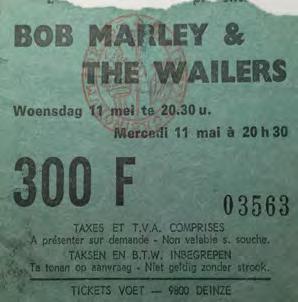 BOB MARLEY &
THE WAILERS
Woensdag 11 mei te 20.30 u.
Mercredi 11 mai à 20 h 30
300 F
03563
TAXES ET T.V.A. COMPRISES
A présenter sur demande - Non valable s. souche.
TAKSEN EN B.T.W. INBEGREPEN
Te tonen op aanvraag - Niet geldig zonder strook.
TICKETS VOET — 9800 DEINZE